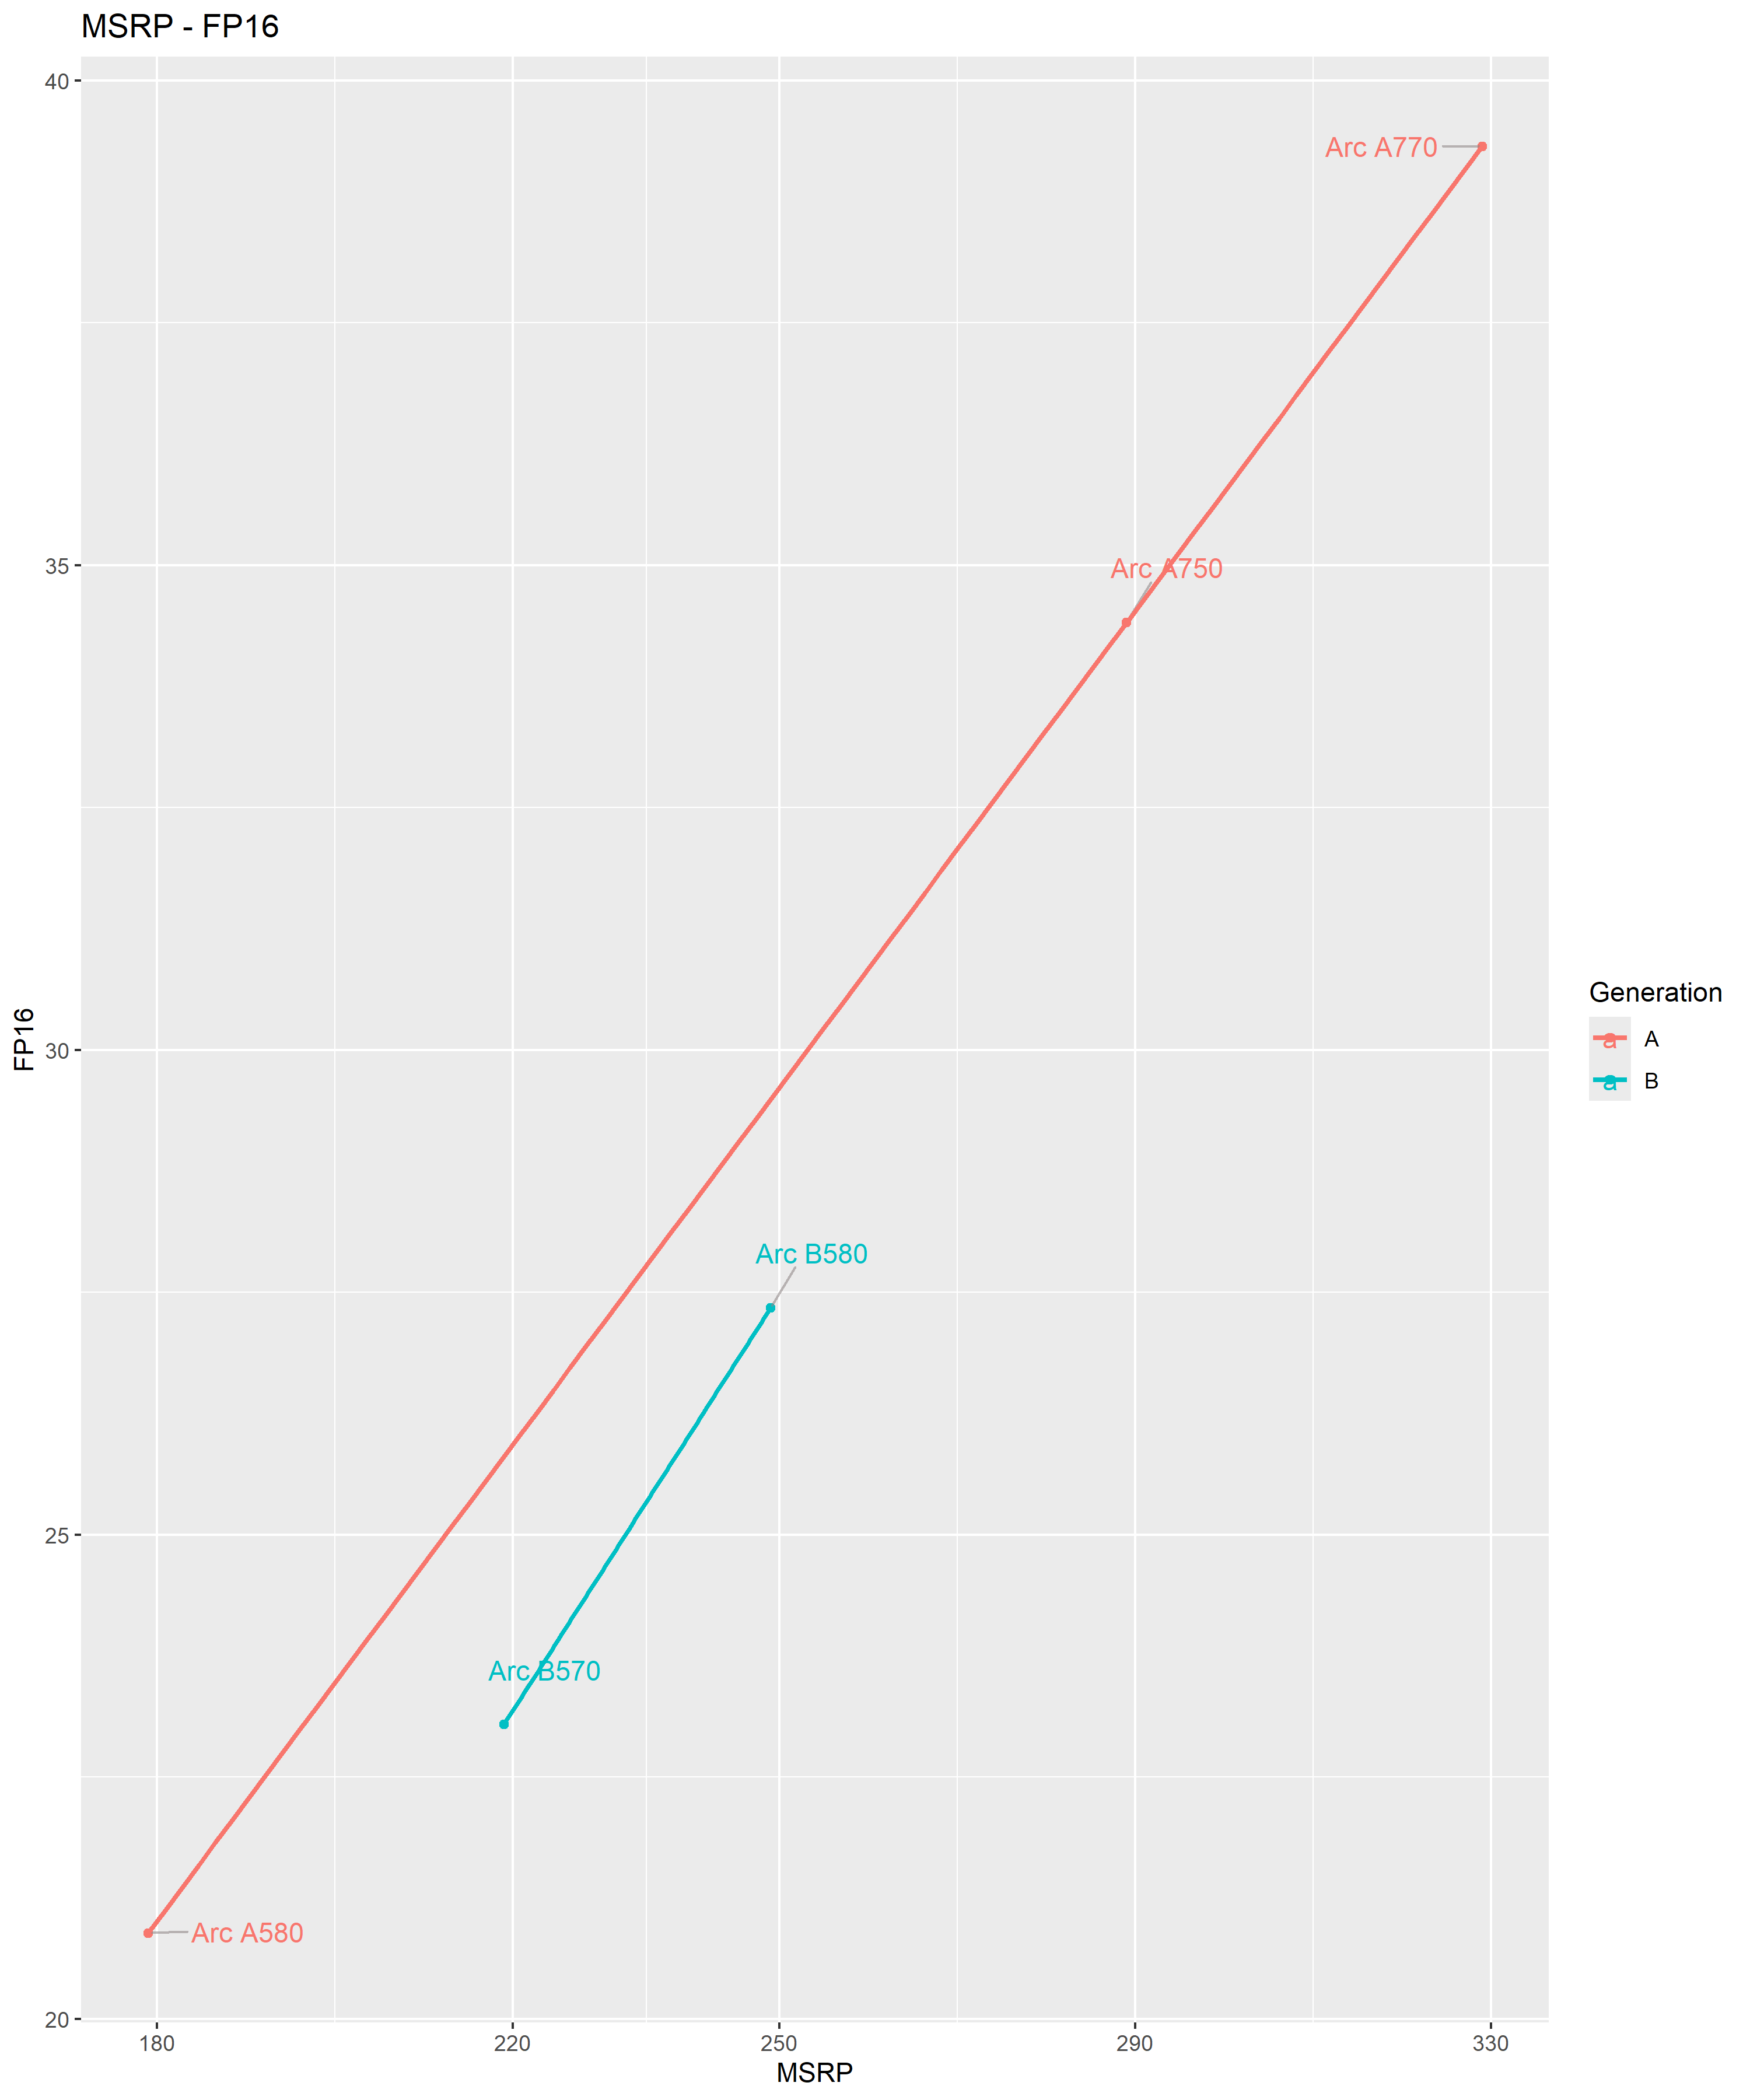 MSRP - FP16
40
Arc A770
35
Arc A750
Generation
FP16
30
a A
a B
Arc B580
25
Arc B570
Arc A580
20
180 220 250 290 330
MSRP